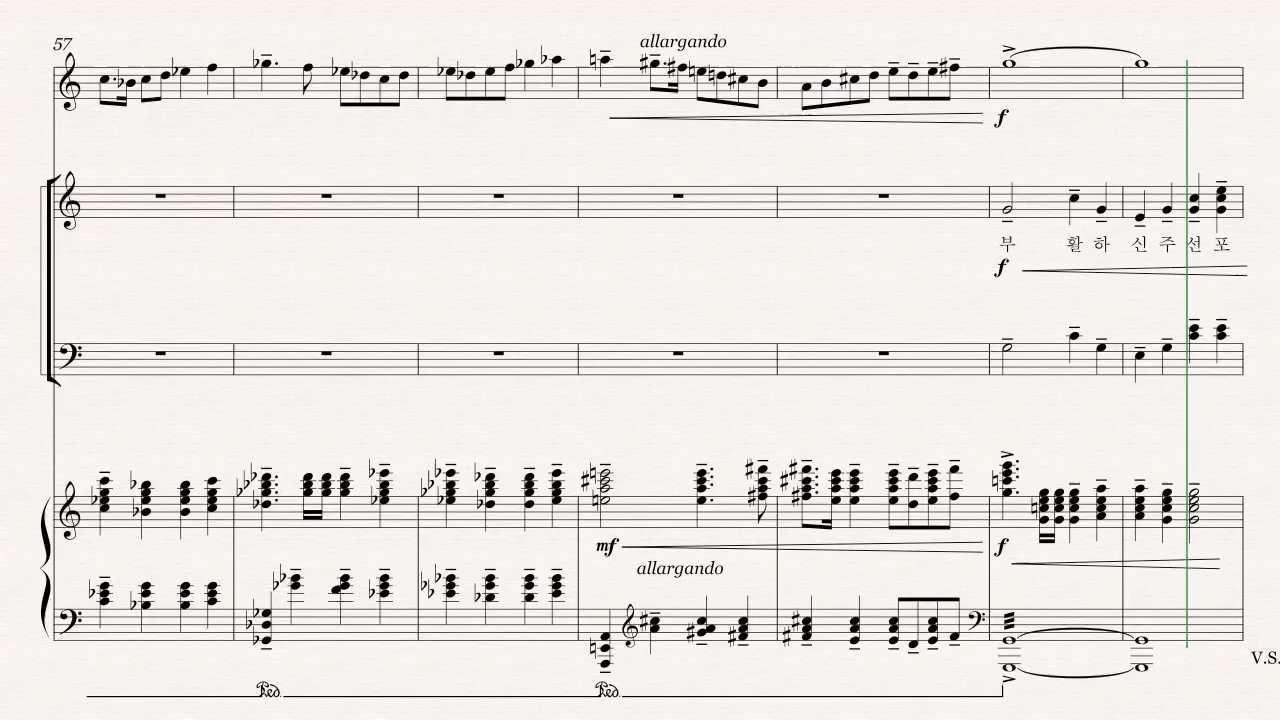 57
allargando
f
부 활 하 신 주 선 포
f
mf
f
allargando
Ped.
Ped.
V.S.